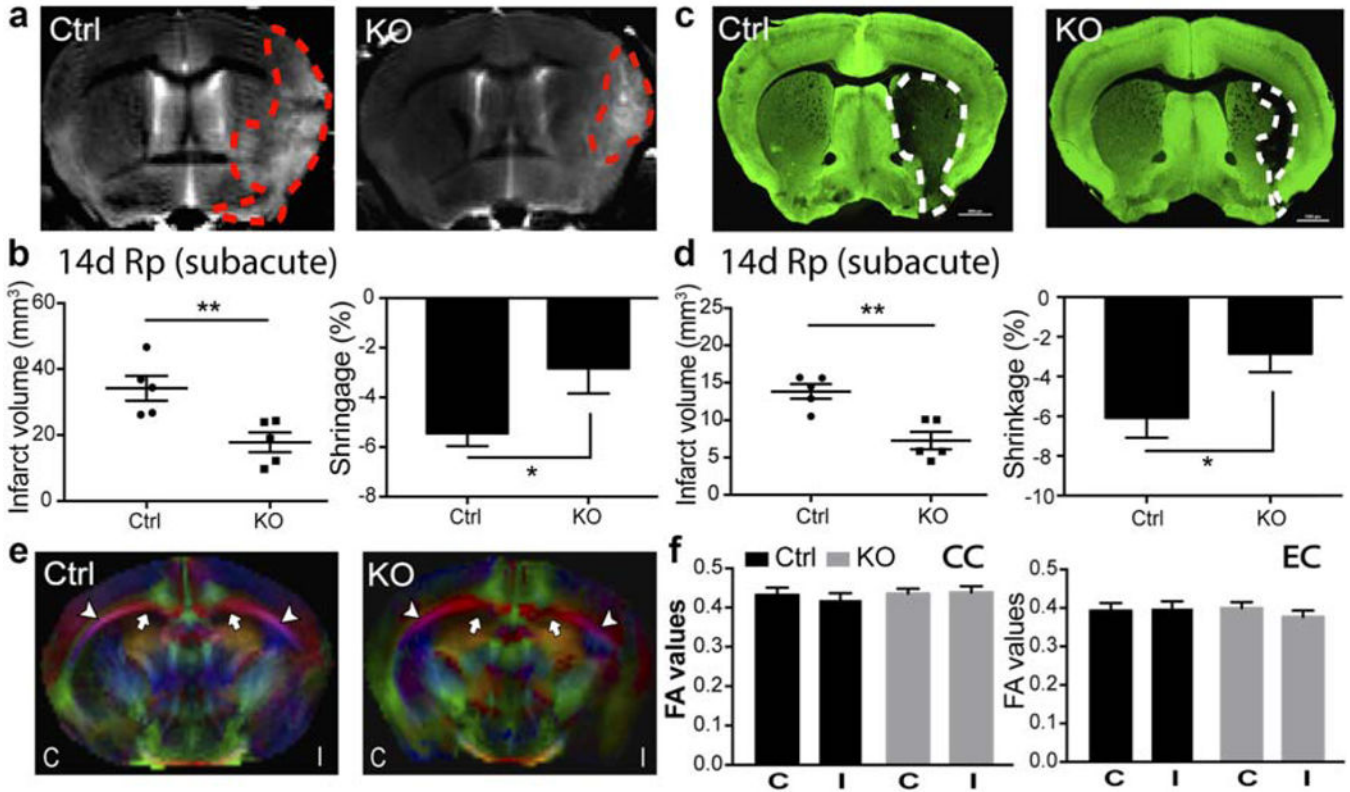 a Ctrl KO
c Ctrl KO
b 14d Rp (subacute)
Infarct volume (mm³)
60
40
20
0
**
Ctrl KO
Shringage (%)
0
-2
-4
-6
-8
*
Ctrl KO
d 14d Rp (subacute)
Infarct volume (mm³)
25
20
15
10
5
0
**
Ctrl KO
Shrinkage (%)
0
-2
-4
-6
-8
-10
*
Ctrl KO
e Ctrl KO
C I C I
f Ctrl KO CC
FA values
0.5
0.4
0.3
0.2
0.1
0.0
C I C I
EC
FA values
0.5
0.4
0.3
0.2
0.1
0.0
C I C I